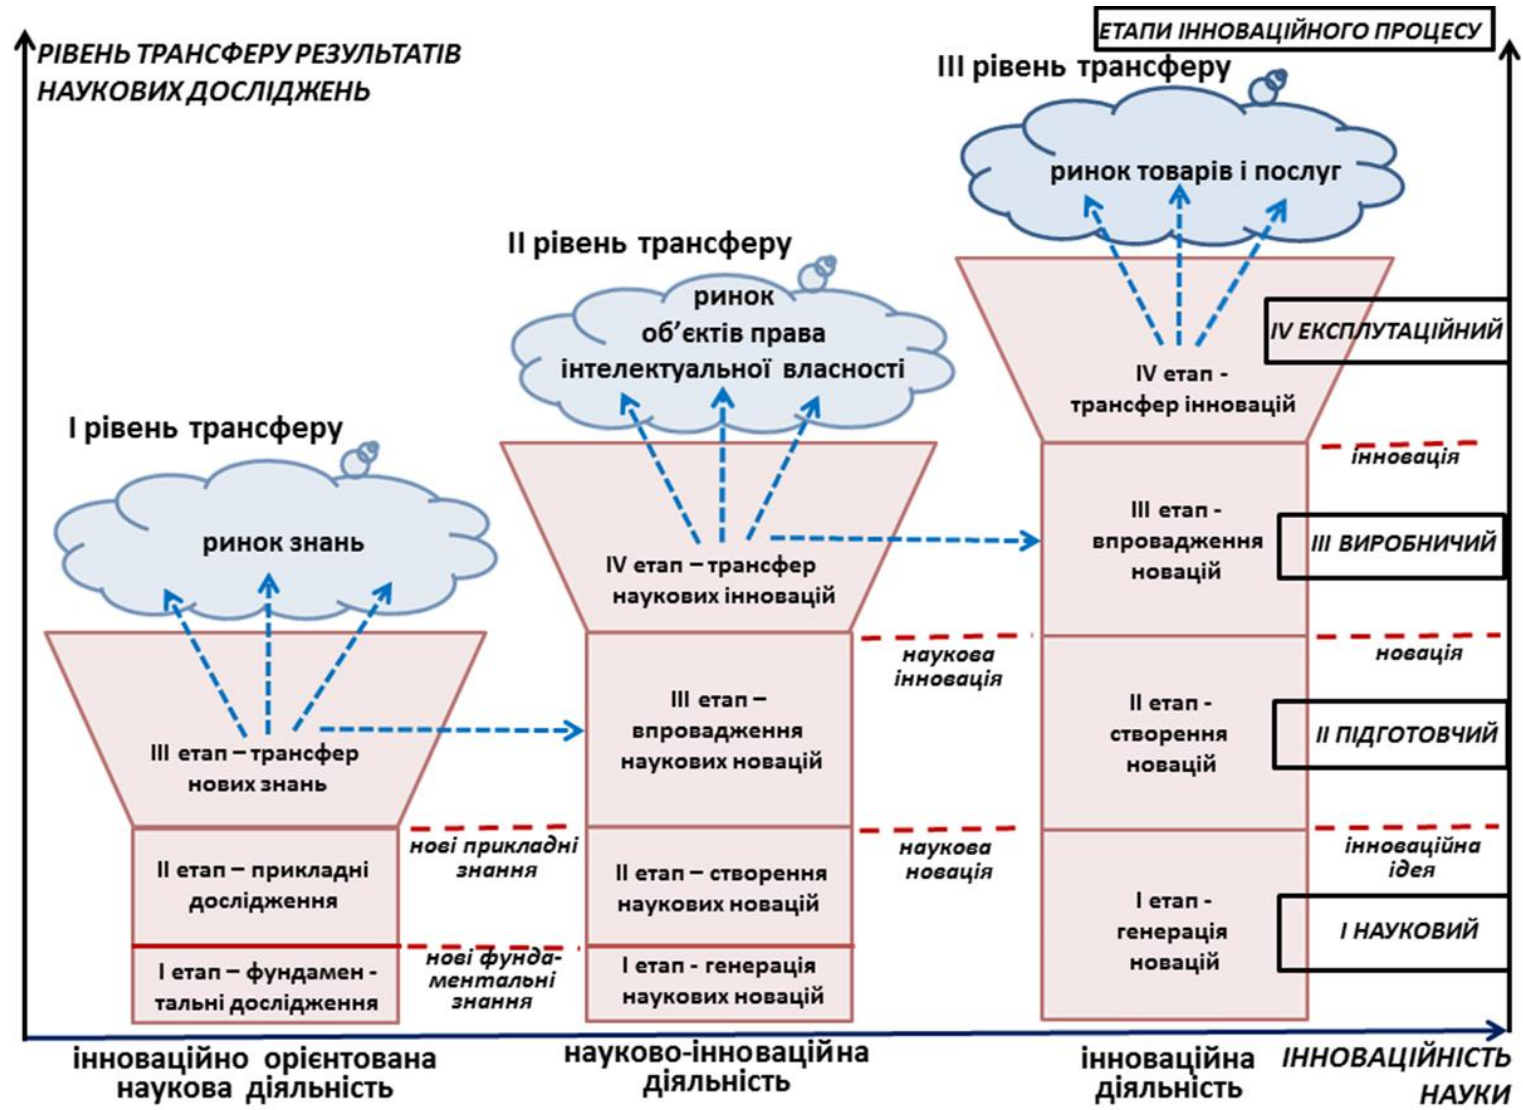 РІВЕНЬ ТРАНСФЕРУ РЕЗУЛЬТАТІВ
НАУКОВИХ ДОСЛІДЖЕНЬ
ЕТАПИ ІННОВАЦІЙНОГО ПРОЦЕСУ
І рівень трансферу
ринок знань
ІІІ етап – трансфер
нових знань
ІІ етап – прикладні
дослідження
І етап – фундамен -
тальні дослідження
інноваційно орієнтована
наукова діяльність
нові прикладні
знання
нові фунда-
ментальні
знання
ІІ рівень трансферу
ринок
об’єктів права
інтелектуальної власності
IV етап – трансфер
наукових інновацій
ІІІ етап –
впровадження
наукових новацій
ІІ етап – створення
наукових новацій
І етап - генерація
наукових новацій
науково-інноваційна
діяльність
наукова
інновація
наукова
новація
ІІІ рівень трансферу
ринок товарів і послуг
IV етап -
трансфер інновацій
ІІІ етап -
впровадження
новацій
ІІ етап -
створення
новацій
І етап -
генерація
новацій
інноваційна
діяльність
IV ЕКСПЛУТАЦІЙНИЙ
інновація
ІІІ ВИРОБНИЧИЙ
новація
ІІ ПІДГОТОВЧИЙ
інноваційна
ідея
І НАУКОВИЙ
ІННОВАЦІЙНІСТЬ
НАУКИ